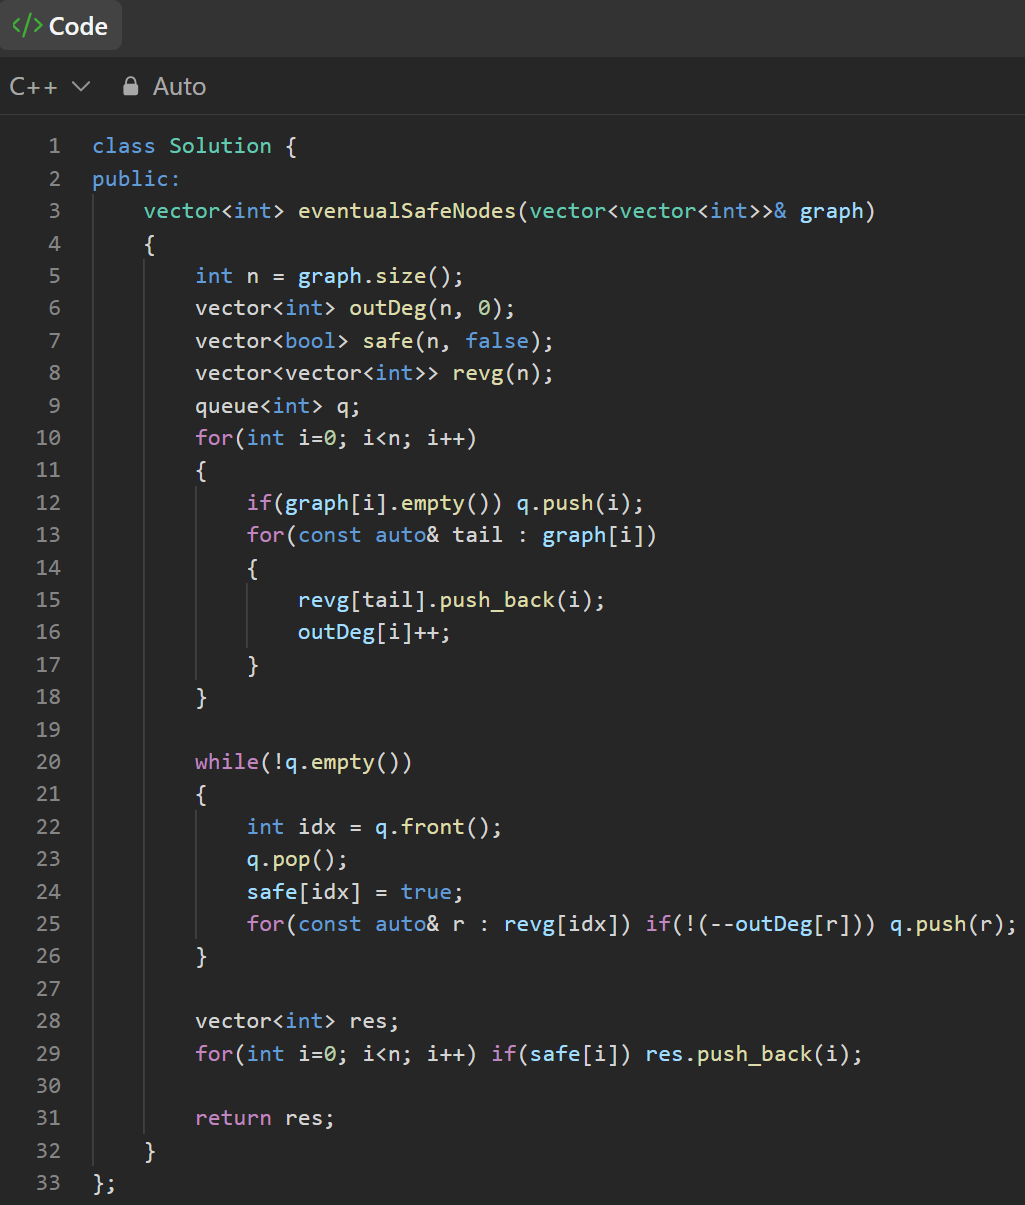 </> Code
C++ Auto
1 class Solution {
2 public:
3     vector<int> eventualSafeNodes(vector<vector<int>>& graph)
4     {
5         int n = graph.size();
6         vector<int> outDeg(n, 0);
7         vector<bool> safe(n, false);
8         vector<vector<int>> revg(n);
9         queue<int> q;
10         for(int i=0; i<n; i++)
11         {
12             if(graph[i].empty()) q.push(i);
13             for(const auto& tail : graph[i])
14             {
15                 revg[tail].push_back(i);
16                 outDeg[i]++;
17             }
18         }
19
20         while(!q.empty())
21         {
22             int idx = q.front();
23             q.pop();
24             safe[idx] = true;
25             for(const auto& r : revg[idx]) if(!(--outDeg[r])) q.push(r);
26         }
27
28         vector<int> res;
29         for(int i=0; i<n; i++) if(safe[i]) res.push_back(i);
30
31         return res;
32     }
33 };